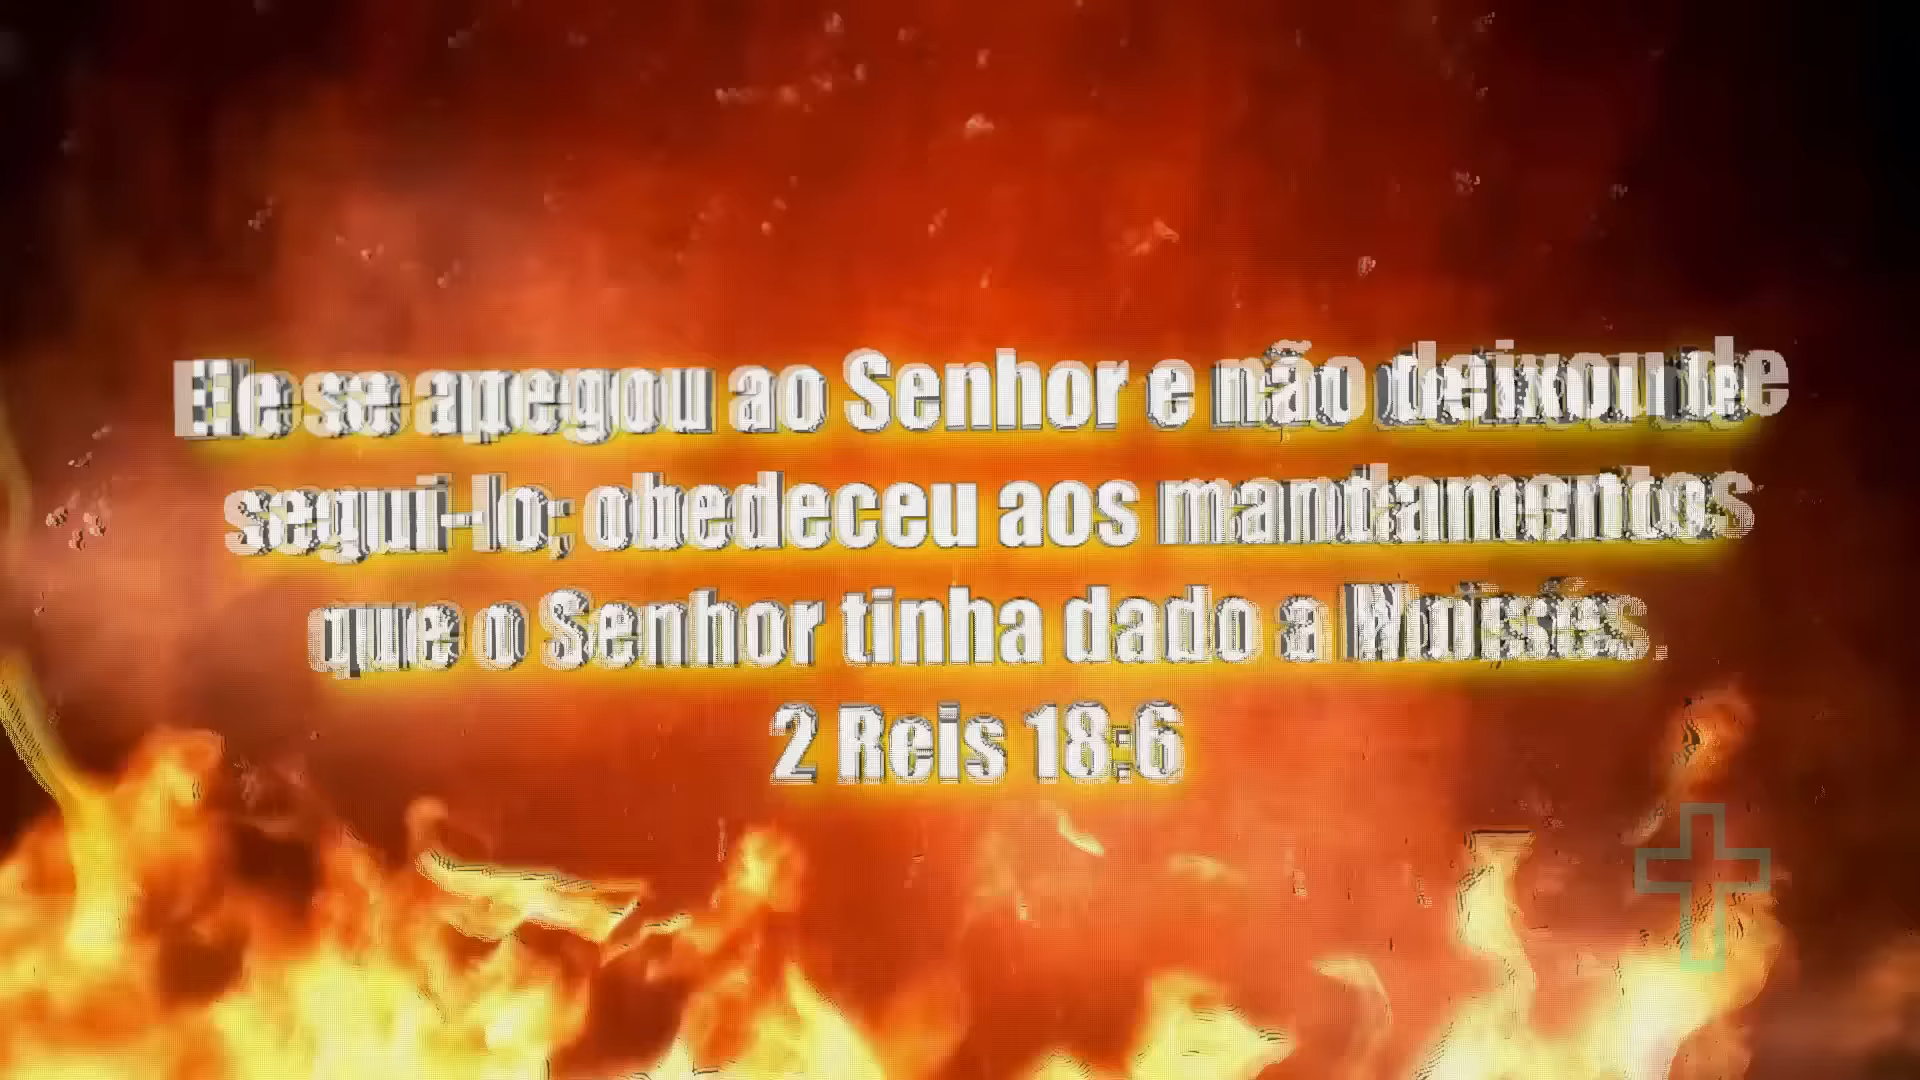 Ele se apegou ao Senhor e não deixou de
segui-lo; obedeceu aos mandamentos
que o Senhor tinha dado a Moisés.
2 Reis 18:6